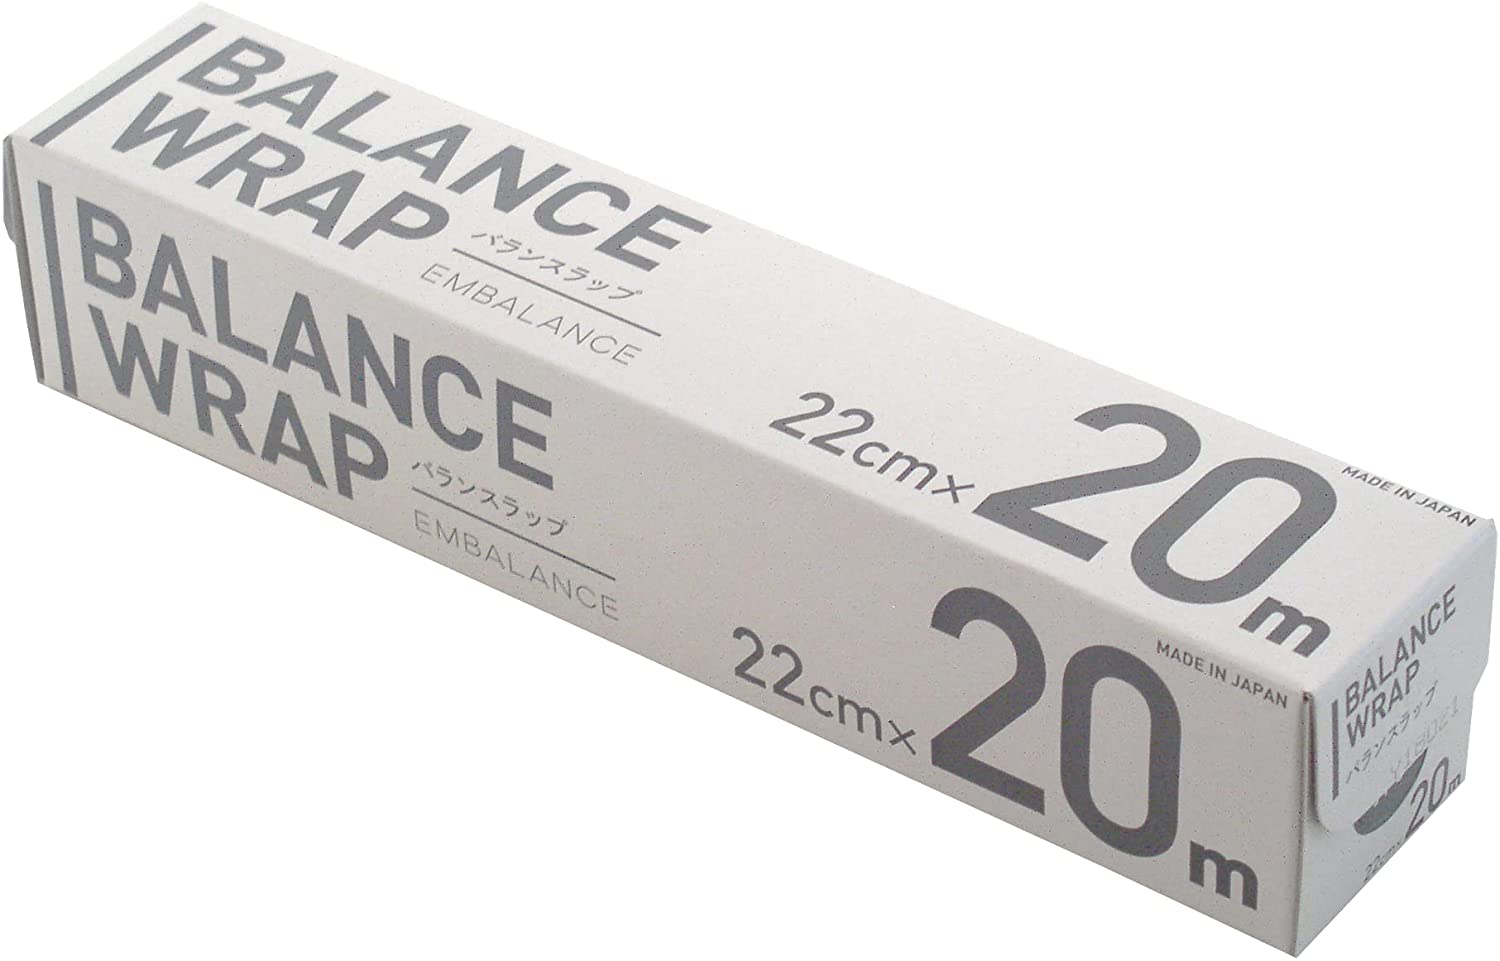 BALANCE
WRAP
バランスラップ
EMBALANCE
22cm×20m
MADE IN JAPAN
BALANCE
WRAP
バランスラップ
EMBALANCE
22cm×20m
MADE IN JAPAN
BALANCE
WRAP
バランスラップ
22cm×20m